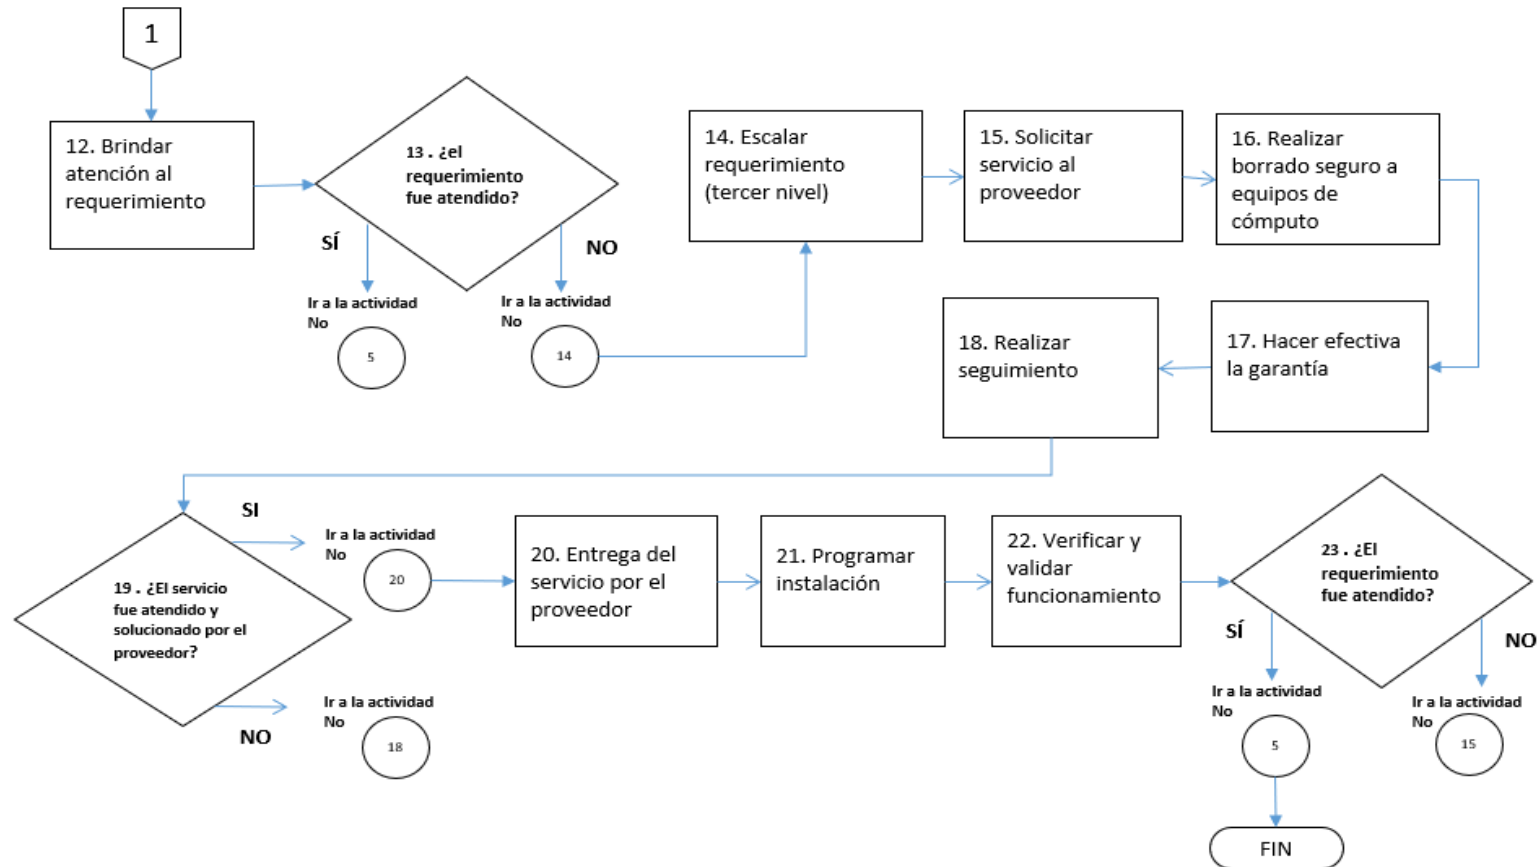 1
12. Brindar
atención al
requerimiento
13 . ¿el
requerimiento
fue atendido?
SÍ
NO
Ir a la actividad
No
5
Ir a la actividad
No
14
14. Escalar
requerimiento
(tercer nivel)
15. Solicitar
servicio al
proveedor
16. Realizar
borrado seguro a
equipos de
cómputo
17. Hacer efectiva
la garantía
18. Realizar
seguimiento
19 . ¿El servicio
fue atendido y
solucionado por el
proveedor?
SI
Ir a la actividad
No
20
NO
Ir a la actividad
No
18
20. Entrega del
servicio por el
proveedor
21. Programar
instalación
22. Verificar y
validar
funcionamiento
23 . ¿El
requerimiento
fue atendido?
SÍ
NO
Ir a la actividad
No
5
Ir a la actividad
No
15
FIN